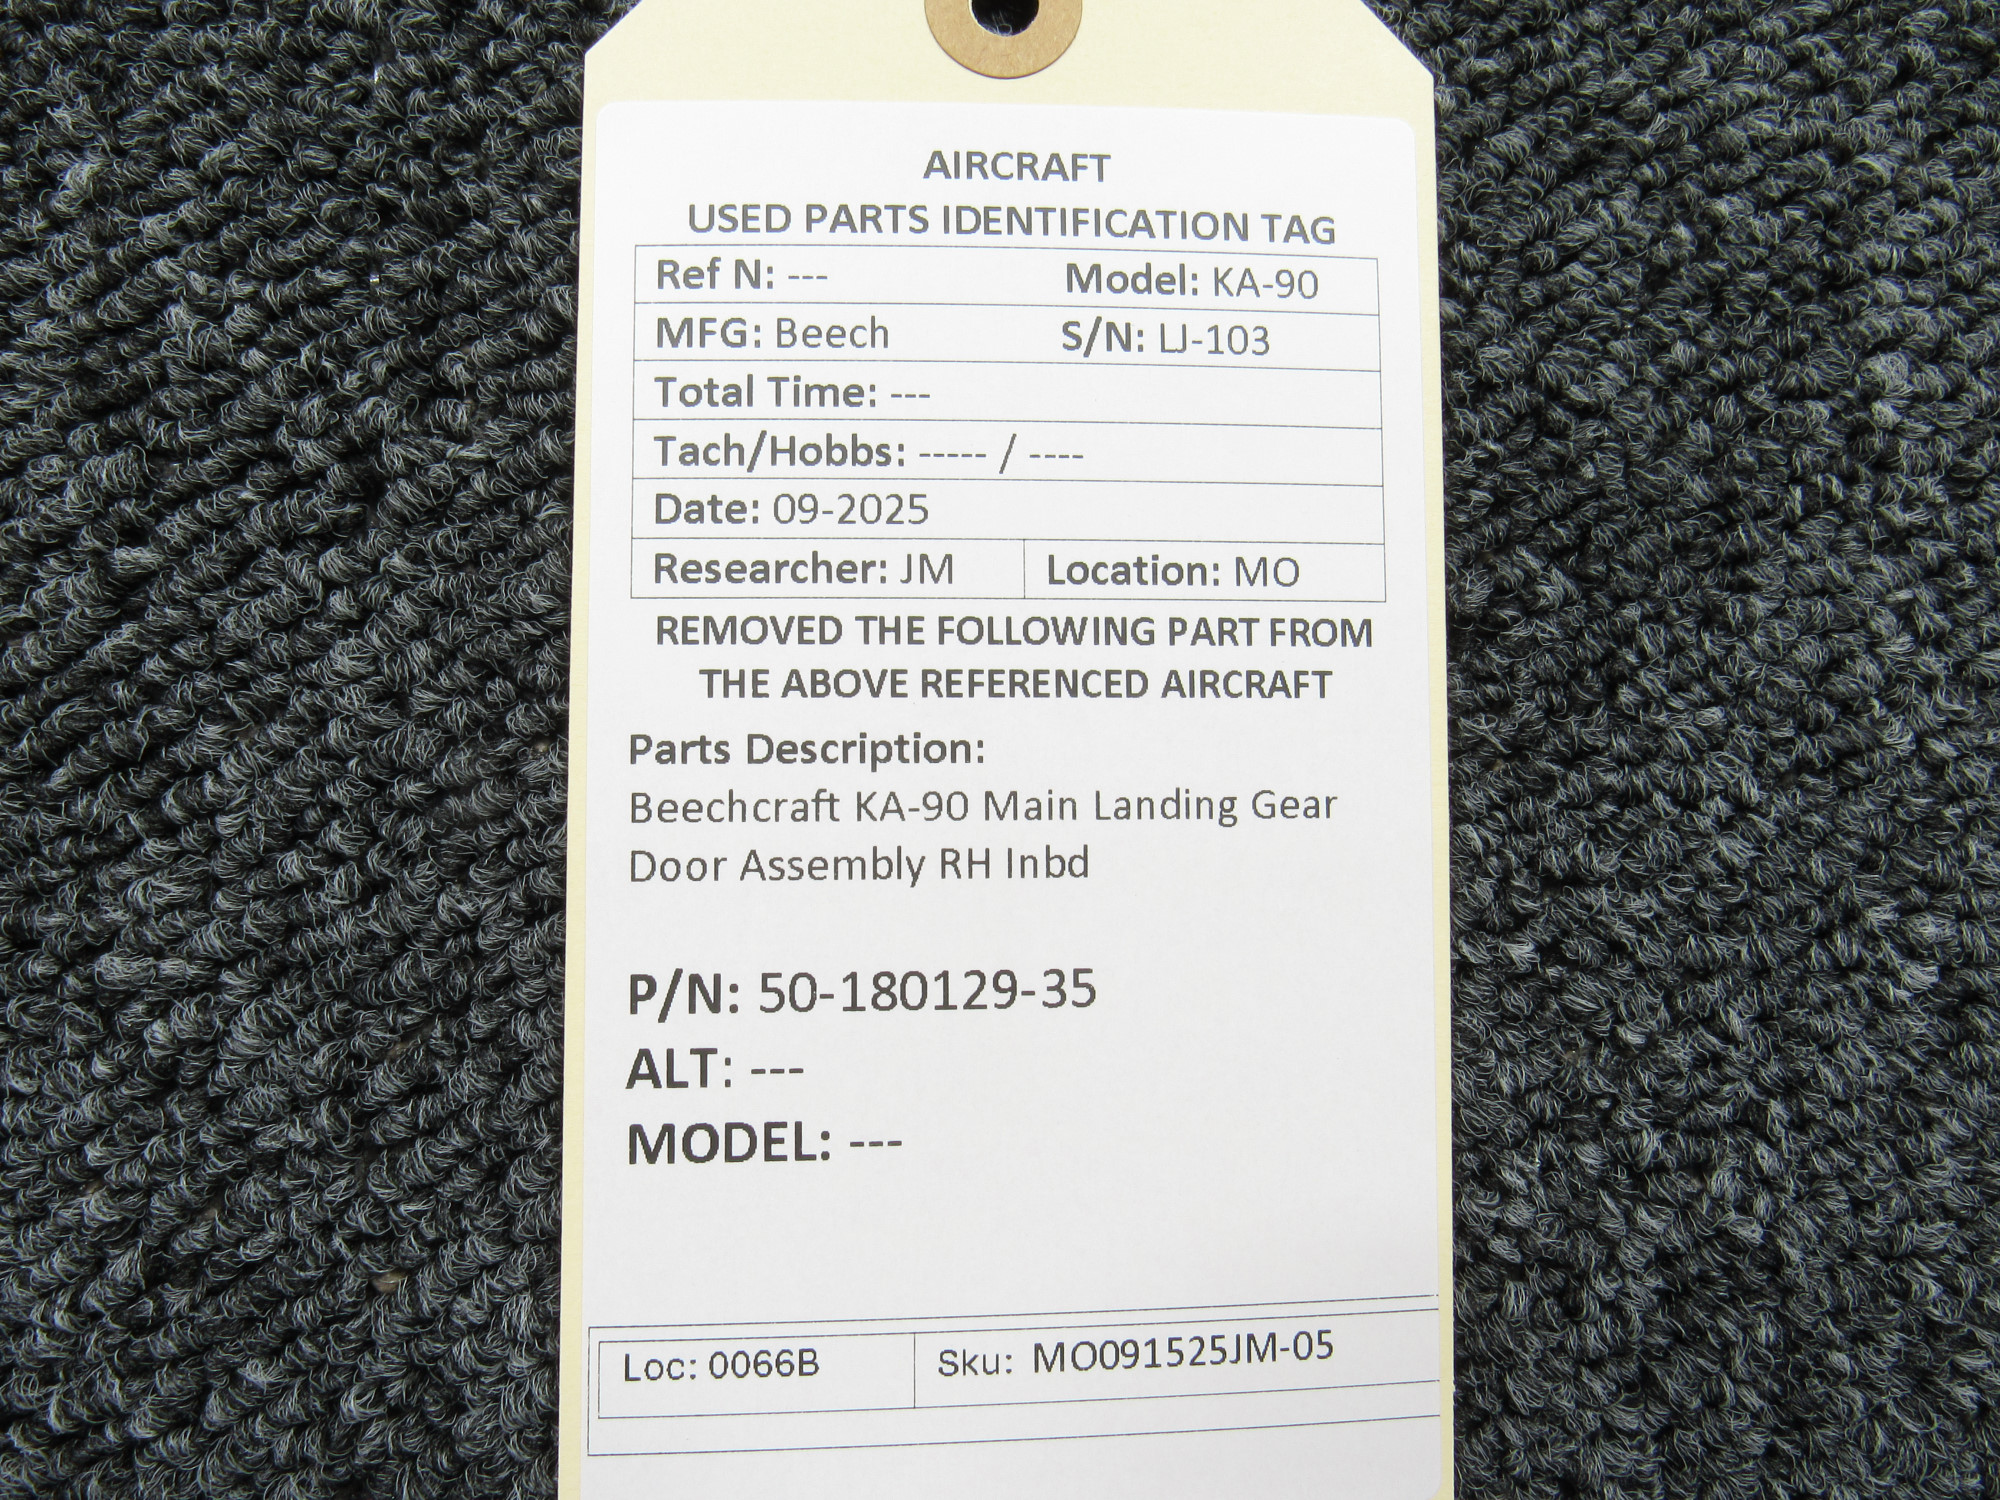 AIRCRAFT
USED PARTS IDENTIFICATION TAG
Ref N: --- Model: KA-90
MFG: Beech S/N: LJ-103
Total Time: ---
Tach/Hobbs: ----- / ----
Date: 09-2025
Researcher: JM Location: MO
REMOVED THE FOLLOWING PART FROM
THE ABOVE REFERENCED AIRCRAFT
Parts Description:
Beechcraft KA-90 Main Landing Gear
Door Assembly RH Inbd
P/N: 50-180129-35
ALT: ---
MODEL: ---
Loc: 0066B Sku: MO091525JM-05